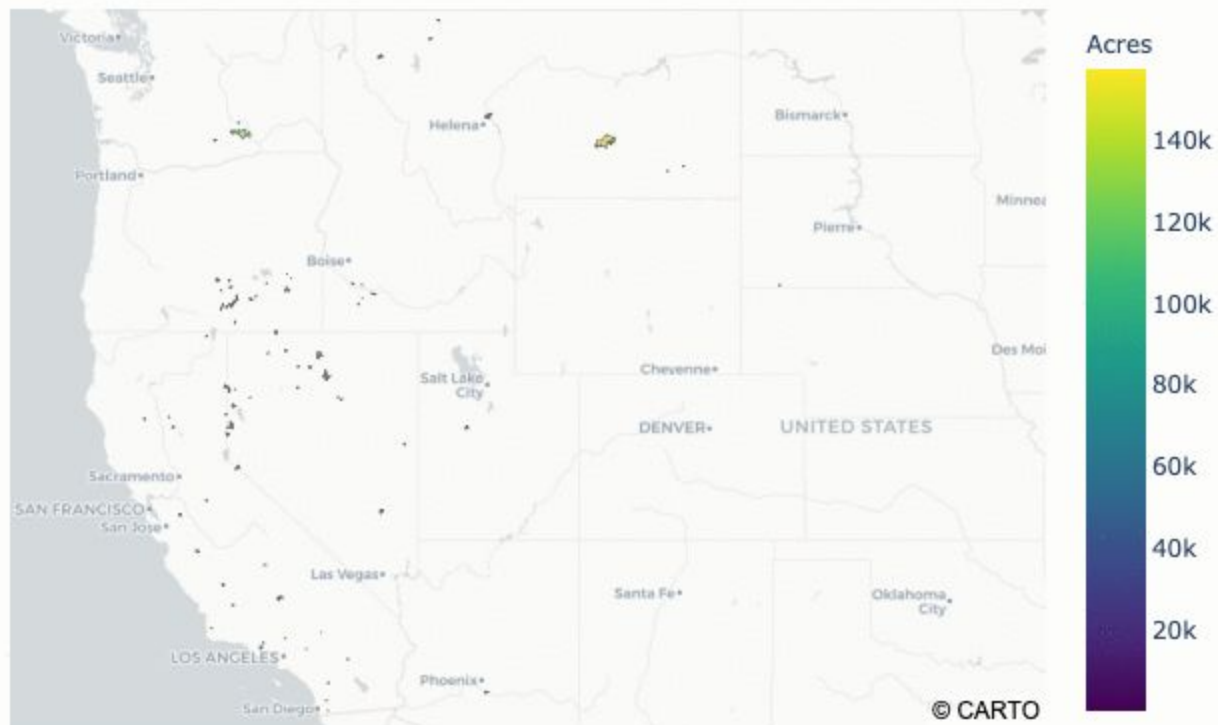 Acres
Victoria
Seattle
Helena
Bismarck
140k
Portland
120k
Minnea
Pierre
Boise
100k
Des Moi
Cheyenne
Salt Lake
City
80k
DENVER
UNITED STATES
Sacramento
60k
SAN FRANCISCO
San Jose
40k
Las Vegas
Santa Fe
Oklahoma
City
20k
LOS ANGELES
Phoenix
San Diego
© CARTO